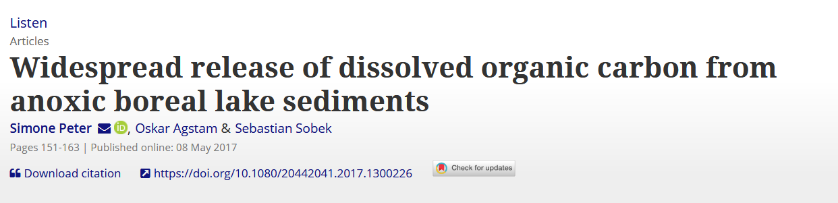 Listen
Articles
Widespread release of dissolved organic carbon from
anoxic boreal lake sediments
Simone Peter iD, Oskar Agstam & Sebastian Sobek
Pages 151-163 | Published online: 08 May 2017
Download citation https://doi.org/10.1080/20442041.2017.1300226 Check for updates